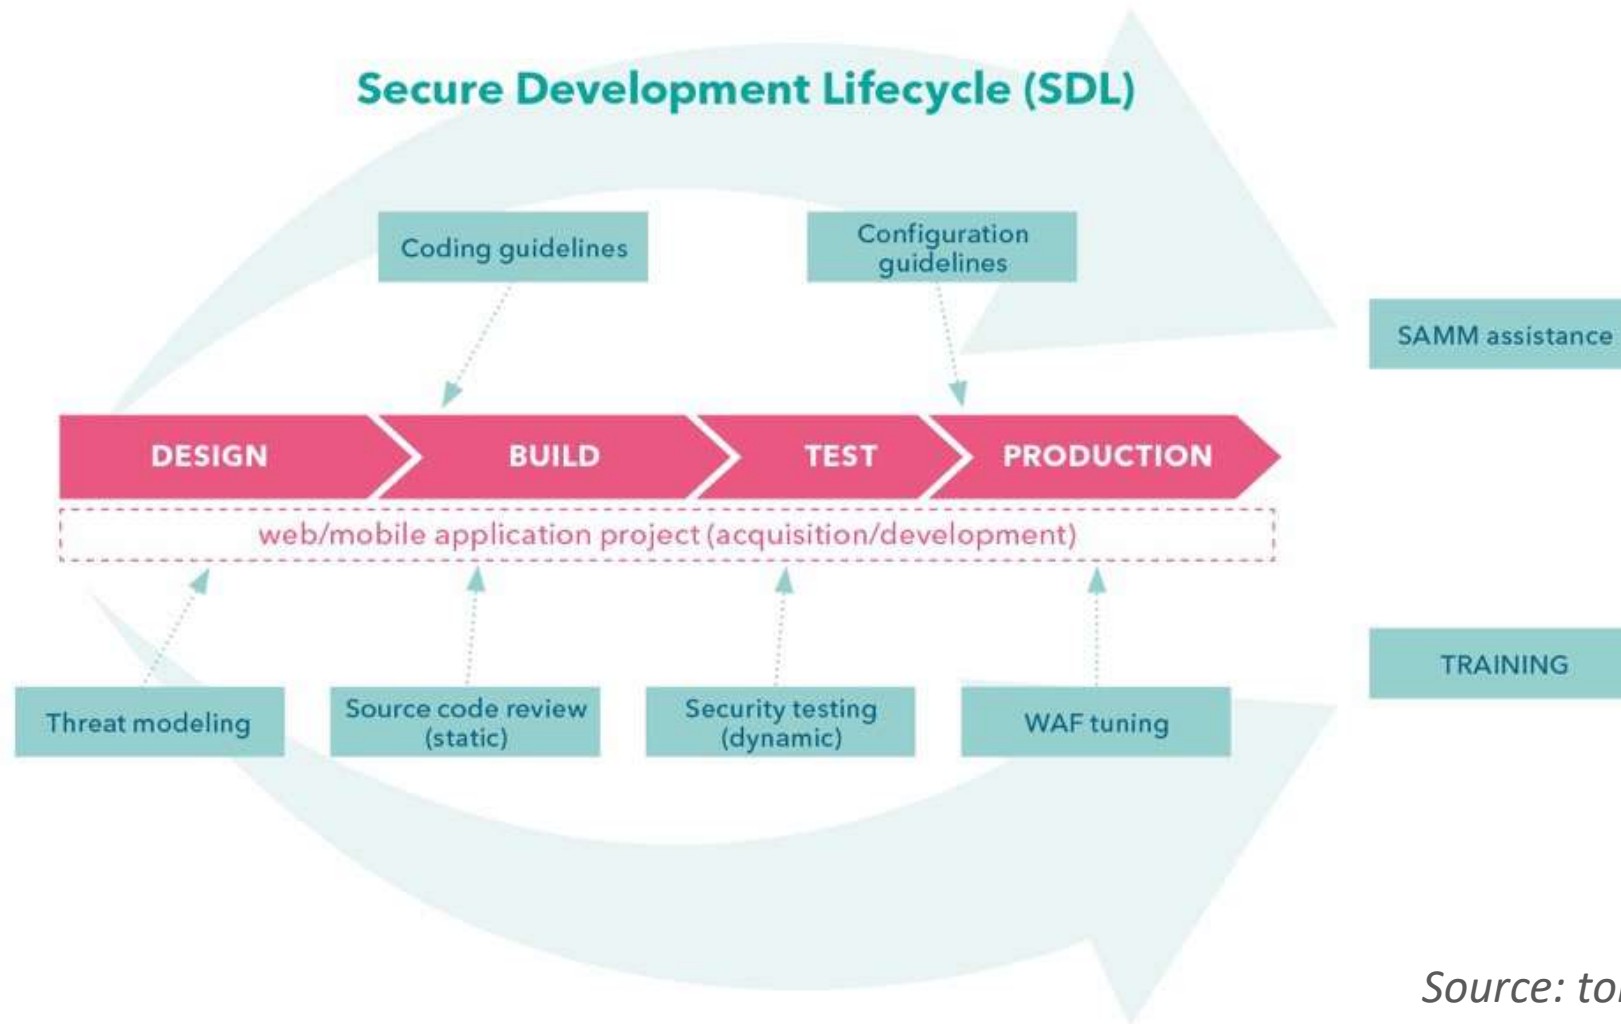 Secure Development Lifecycle (SDL)
Coding guidelines
Configuration
guidelines
SAMM assistance
DESIGN
BUILD
TEST
PRODUCTION
web/mobile application project (acquisition/development)
TRAINING
Threat modeling
Source code review
(static)
Security testing
(dynamic)
WAF tuning
Source: